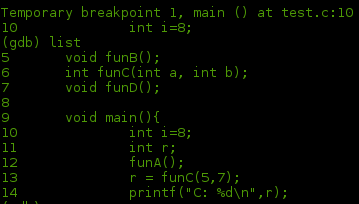 Temporary breakpoint 1, main () at test.c:10
10 int i=8;
(gdb) list
5 void funB();
6 int funC(int a, int b);
7 void funD();
8
9 void main(){
10 int i=8;
11 int r;
12 funA();
13 r = funC(5,7);
14 printf("C: %d\n",r);